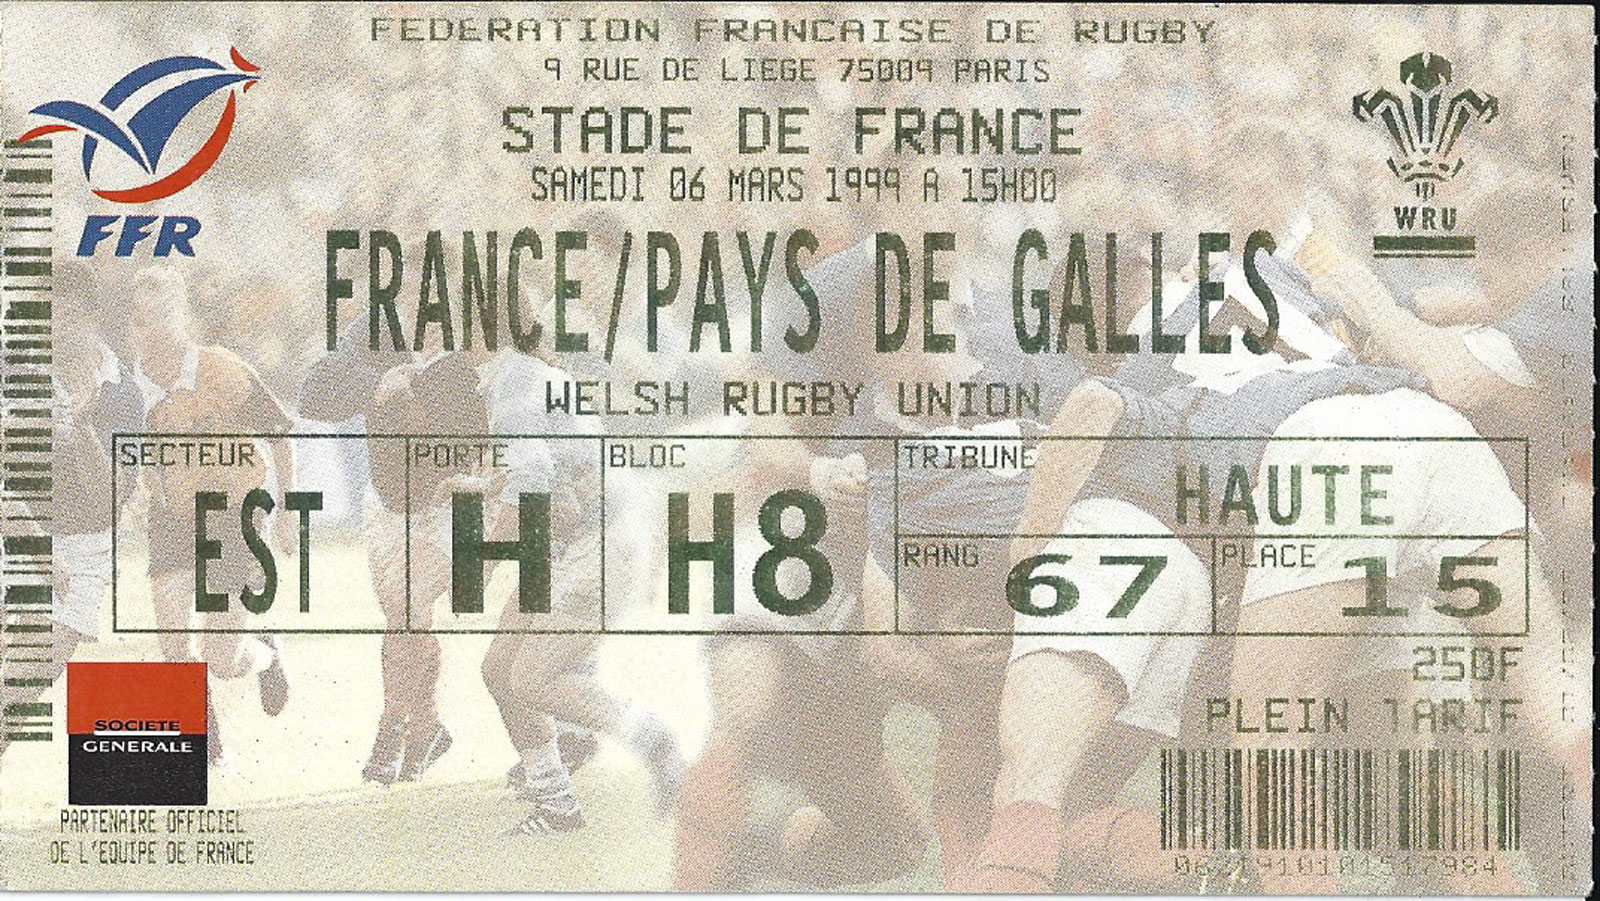 FEDERATION FRANCAISE DE RUGBY
9 RUE DE LIEGE 75009 PARIS
STADE DE FRANCE
SAMEDI 06 MARS 1999 A 15H00
FFR
WRU
FRANCE/PAYS DE GALLES
WELSH RUGBY UNION
SECTEUR PORTE BLOC TRIBUNE
EST H H8 HAUTE
RANG 67 PLACE 15
250F
PLEIN TARIF
SOCIETE
GENERALE
PARTENAIRE OFFICIEL
DE L'EQUIPE DE FRANCE